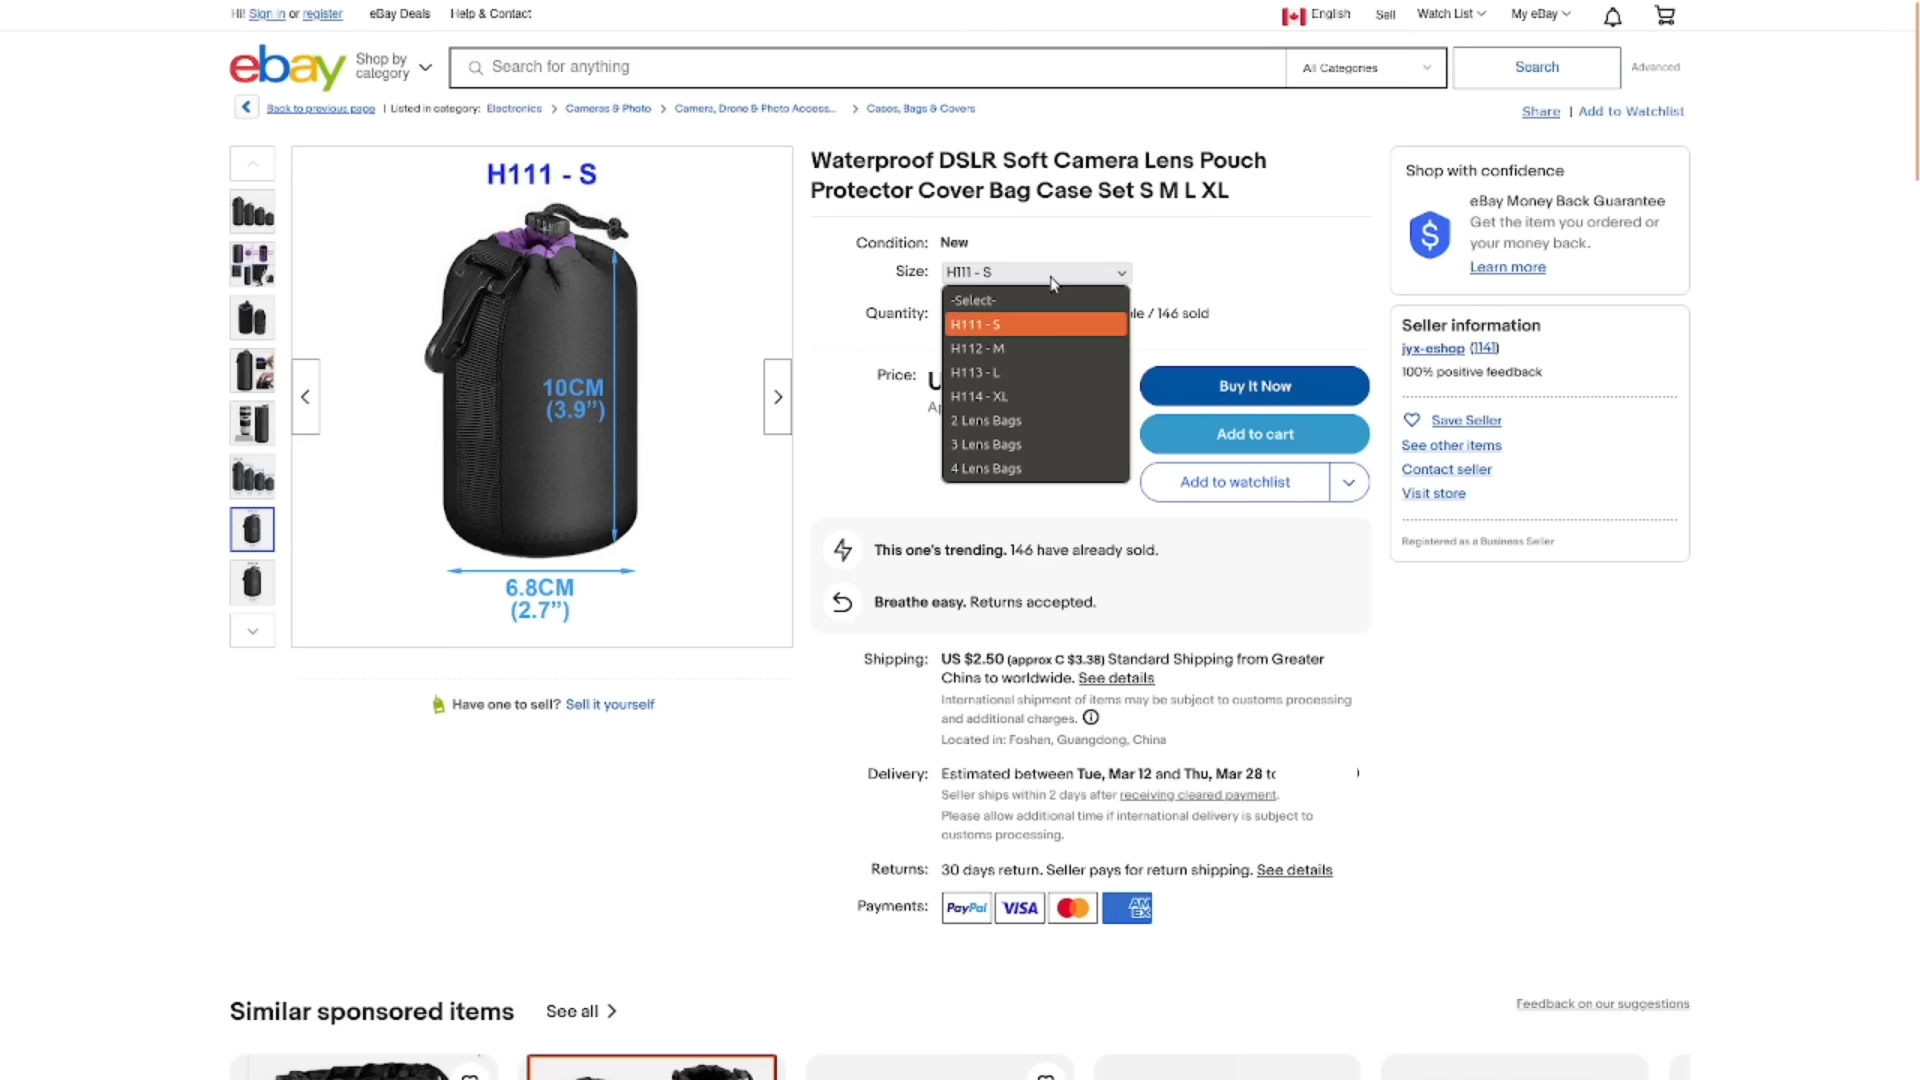 Hi! Sign in or register
eBay Deals
Help & Contact
English
Sell
Watch List
My eBay
ebay
Shop by
category
Search for anything
All Categories
Search
Advanced
Back to previous page | Listed in category: Electronics > Cameras & Photo > Camera, Drone & Photo Access... > Cases, Bags & Covers
Share | Add to Watchlist
H111 - S
10CM
(3.9")
6.8CM
(2.7")
Have one to sell? Sell it yourself
Waterproof DSLR Soft Camera Lens Pouch
Protector Cover Bag Case Set S M L XL
Condition: New
Size: H111 - S
-Select-
H111 - S
H112 - M
H113 - L
H114 - XL
2 Lens Bags
3 Lens Bags
4 Lens Bags
Quantity: / 146 sold
Price: U
Buy It Now
Add to cart
Add to watchlist
This one's trending. 146 have already sold.
Breathe easy. Returns accepted.
Shipping: US $2.50 (approx C $3.38) Standard Shipping from Greater
China to worldwide. See details
International shipment of items may be subject to customs processing
and additional charges.
Located in: Foshan, Guangdong, China
Delivery: Estimated between Tue, Mar 12 and Thu, Mar 28
Seller ships within 2 days after receiving cleared payment.
Please allow additional time if international delivery is subject to
customs processing.
Returns: 30 days return. Seller pays for return shipping. See details
Payments: PayPal VISA AM
EX
Shop with confidence
eBay Money Back Guarantee
Get the item you ordered or
your money back.
Learn more
Seller information
jyx-eshop (1141)
100% positive feedback
Save Seller
See other items
Contact seller
Visit store
Registered as a Business Seller
Similar sponsored items
See all >
Feedback on our suggestions